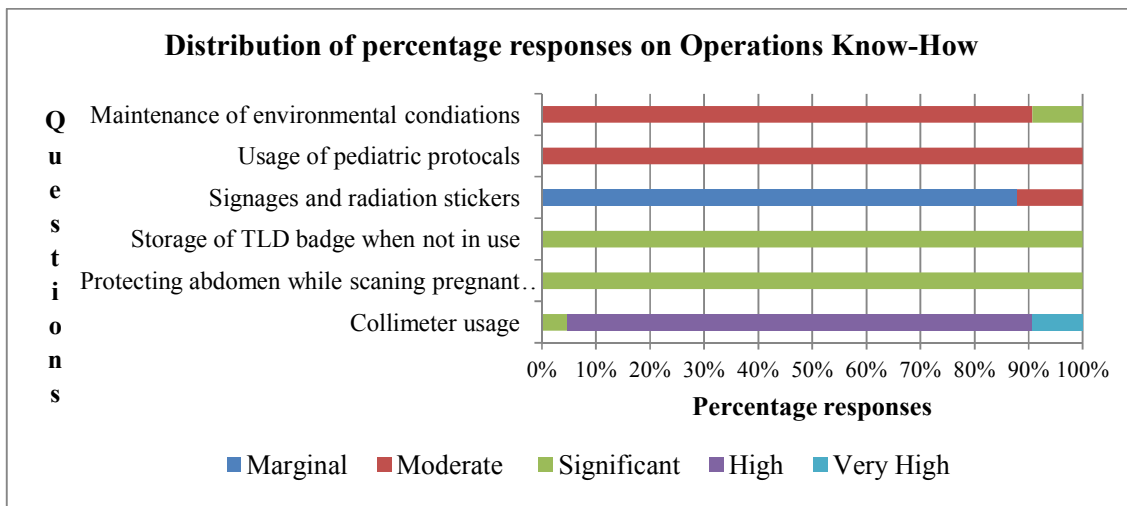 Distribution of percentage responses on Operations Know-How
Questions
Maintenance of environmental condiations
Usage of pediatric protocals
Signages and radiation stickers
Storage of TLD badge when not in use
Protecting abdomen while scaning pregnant..
Collimeter usage
0% 10% 20% 30% 40% 50% 60% 70% 80% 90% 100%
Percentage responses
Marginal Moderate Significant High Very High